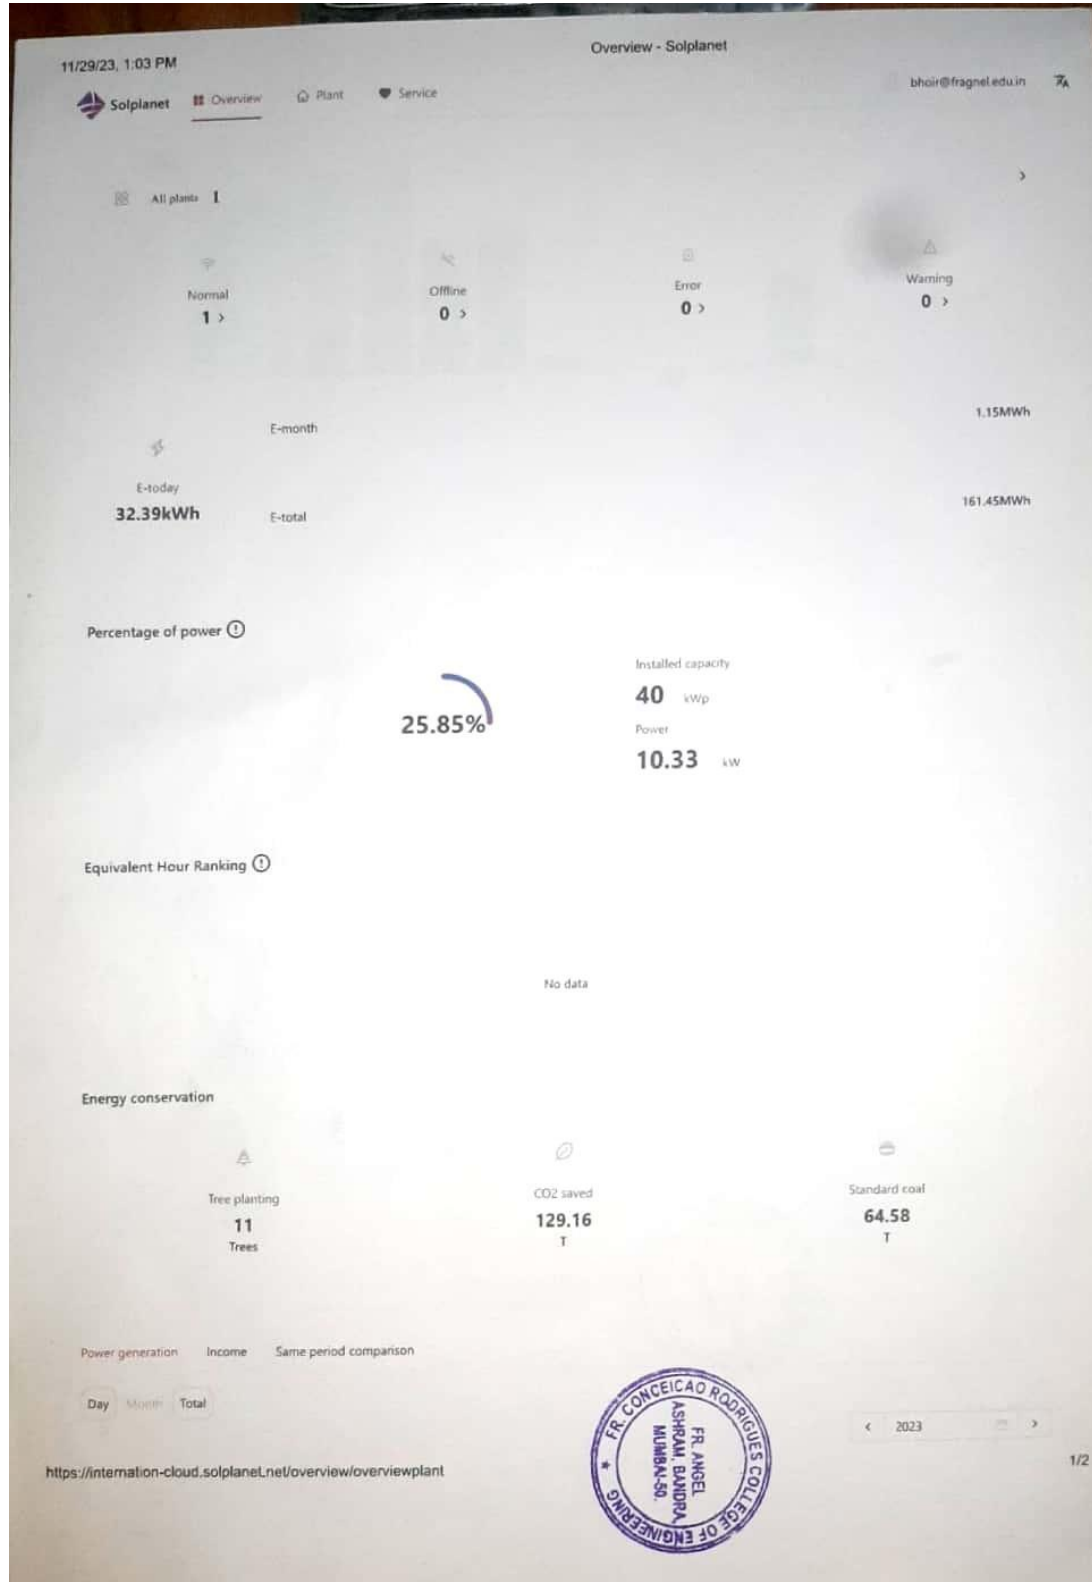 11/29/23, 1:03 PM
Overview - Solplanet
Solplanet Overview Plant Service
bhoir@fragnel.edu.in
All plants 1
Normal
1 >
Offline
0 >
Error
0 >
Warning
0 >
E-month
1.15MWh
E-today
32.39kWh
E-total
161.45MWh
Percentage of power
25.85%
Installed capacity
40 kWp
Power
10.33 kW
Equivalent Hour Ranking
No data
Energy conservation
Tree planting
11
Trees
CO2 saved
129.16
T
Standard coal
64.58
T
Power generation Income Same period comparison
Day Month Total
< 2023 >
FR. CONCEICAO RODRIGUES COLLEGE OF ENGINEERING
FR. ANGEL
ASHRAM, BANDRA,
MUMBAI-50.
https://internation-cloud.solplanet.net/overview/overviewplant
1/2